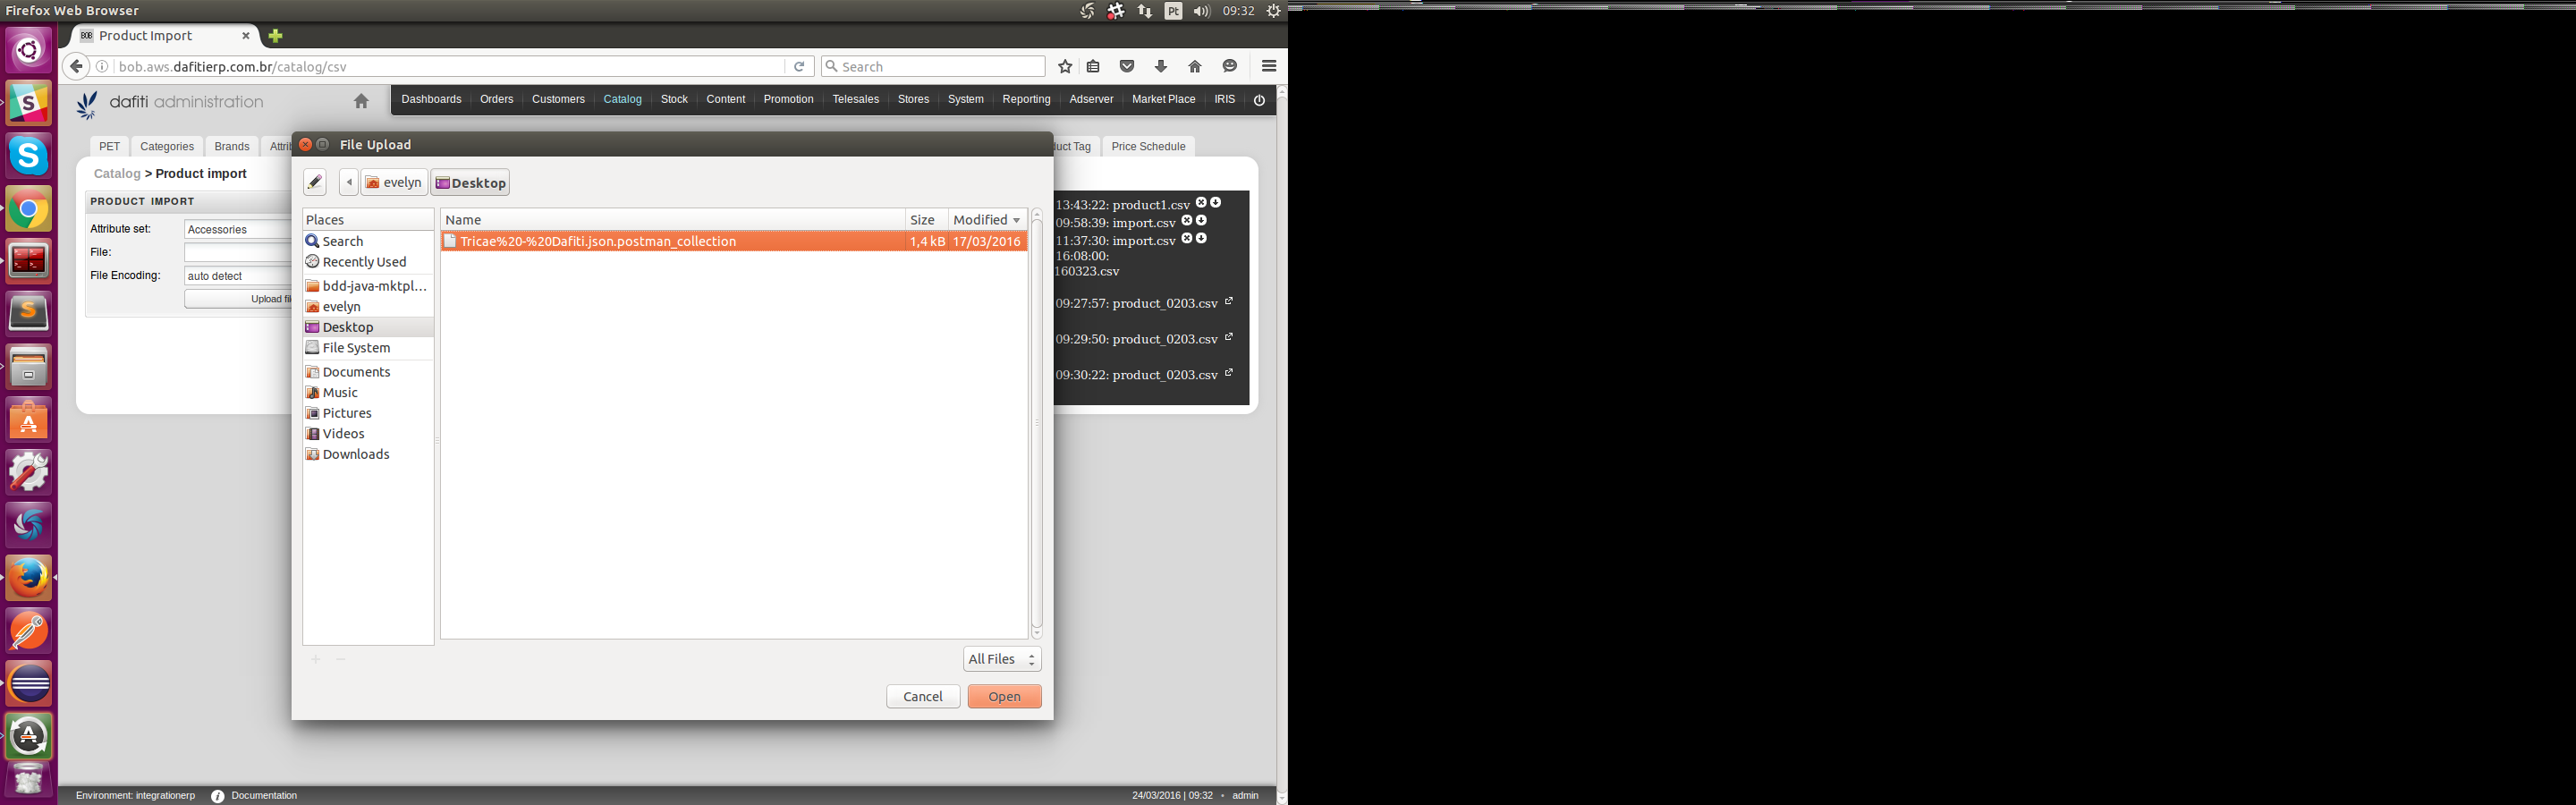 Firefox Web Browser
Pt
09:32
BOB Product Import
bob.aws.dafitierp.com.br/catalog/csv
Search
dafiti administration
Dashboards Orders Customers Catalog Stock Content Promotion Telesales Stores System Reporting Adserver Market Place IRIS
PET Categories Brands Price Schedule
File Upload
Catalog > Product import
evelyn Desktop
PRODUCT IMPORT
Attribute set: Accessories
File:
File Encoding: auto detect
Places
Search
Recently Used
bdd-java-mktpl...
evelyn
Desktop
File System
Documents
Music
Pictures
Videos
Downloads
Name Size Modified
Tricae%20-%20Dafiti.json.postman_collection 1,4 kB 17/03/2016
13:43:22: product1.csv
09:58:39: import.csv
11:37:30: import.csv
16:08:00:
160323.csv
09:27:57: product_0203.csv
09:29:50: product_0203.csv
09:30:22: product_0203.csv
All Files
Cancel Open
Environment: integrationerp Documentation
24/03/2016 | 09:32 • admin